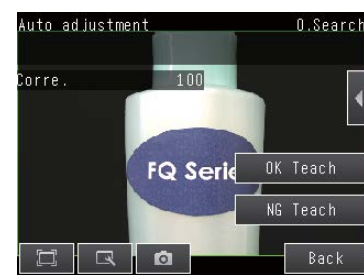 Auto adjustment 0.Search
Corre. 100
FQ Serie
OK Teach
NG Teach
Back